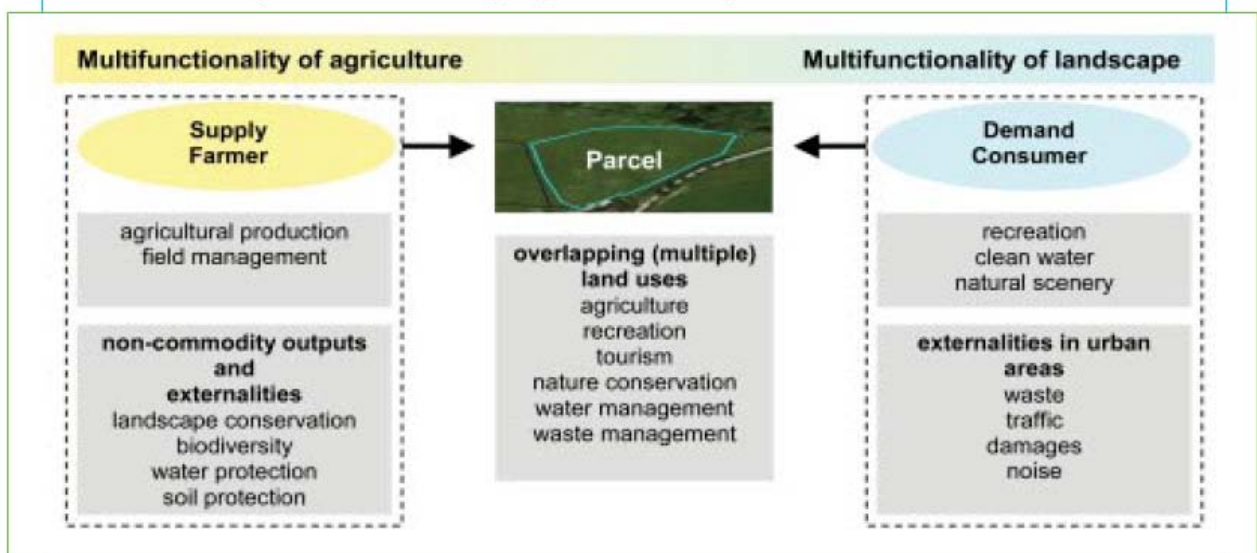 Multifunctionality of agriculture
Multifunctionality of landscape
Supply
Farmer
agricultural production
field management
non-commodity outputs
and
externalities
landscape conservation
biodiversity
water protection
soil protection
Parcel
overlapping (multiple)
land uses
agriculture
recreation
tourism
nature conservation
water management
waste management
Demand
Consumer
recreation
clean water
natural scenery
externalities in urban
areas
waste
traffic
damages
noise